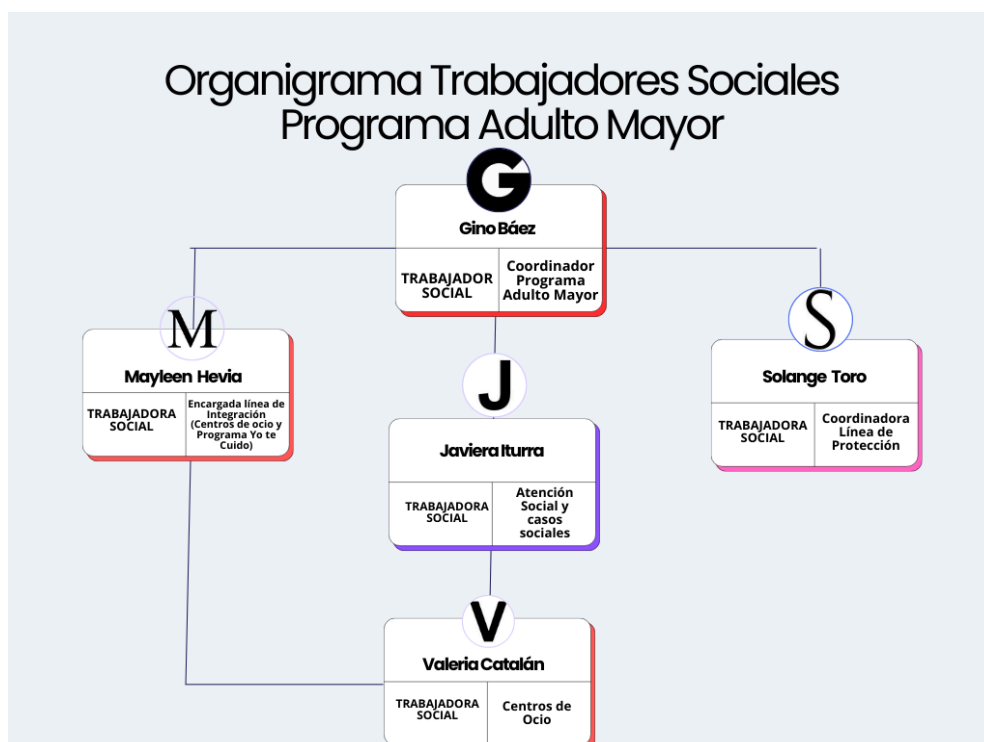 Organigrama Trabajadores Sociales
Programa Adulto Mayor
G
Gino Báez
TRABAJADOR
SOCIAL
Coordinador
Programa
Adulto Mayor
M
Mayleen Hevia
TRABAJADORA
SOCIAL
Encargada línea de
Integración
(Centros de ocio y
Programa Yo te
Cuido)
J
Javiera Iturra
TRABAJADORA
SOCIAL
Atención
Social y
casos
sociales
S
Solange Toro
TRABAJADORA
SOCIAL
Coordinadora
Línea de
Protección
V
Valeria Catalán
TRABAJADORA
SOCIAL
Centros de
Ocio